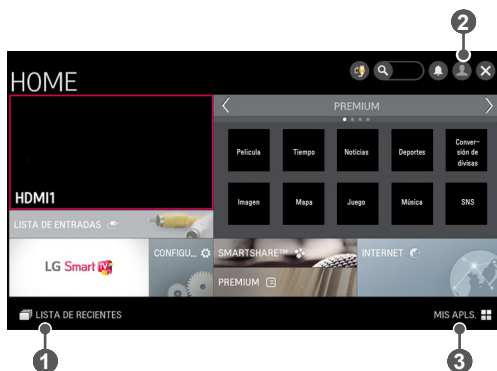 2
HOME
PREMIUM
Película
Tiempo
Noticias
Deportes
Conver-
sión de
divisas
HDMI1
Imagen
Mapa
Juego
Música
SNS
LISTA DE ENTRADAS
LG Smart TV
CONFIGU...
SMARTSHARE™
INTERNET
PREMIUM
LISTA DE RECIENTES
MIS APLS.
1
3